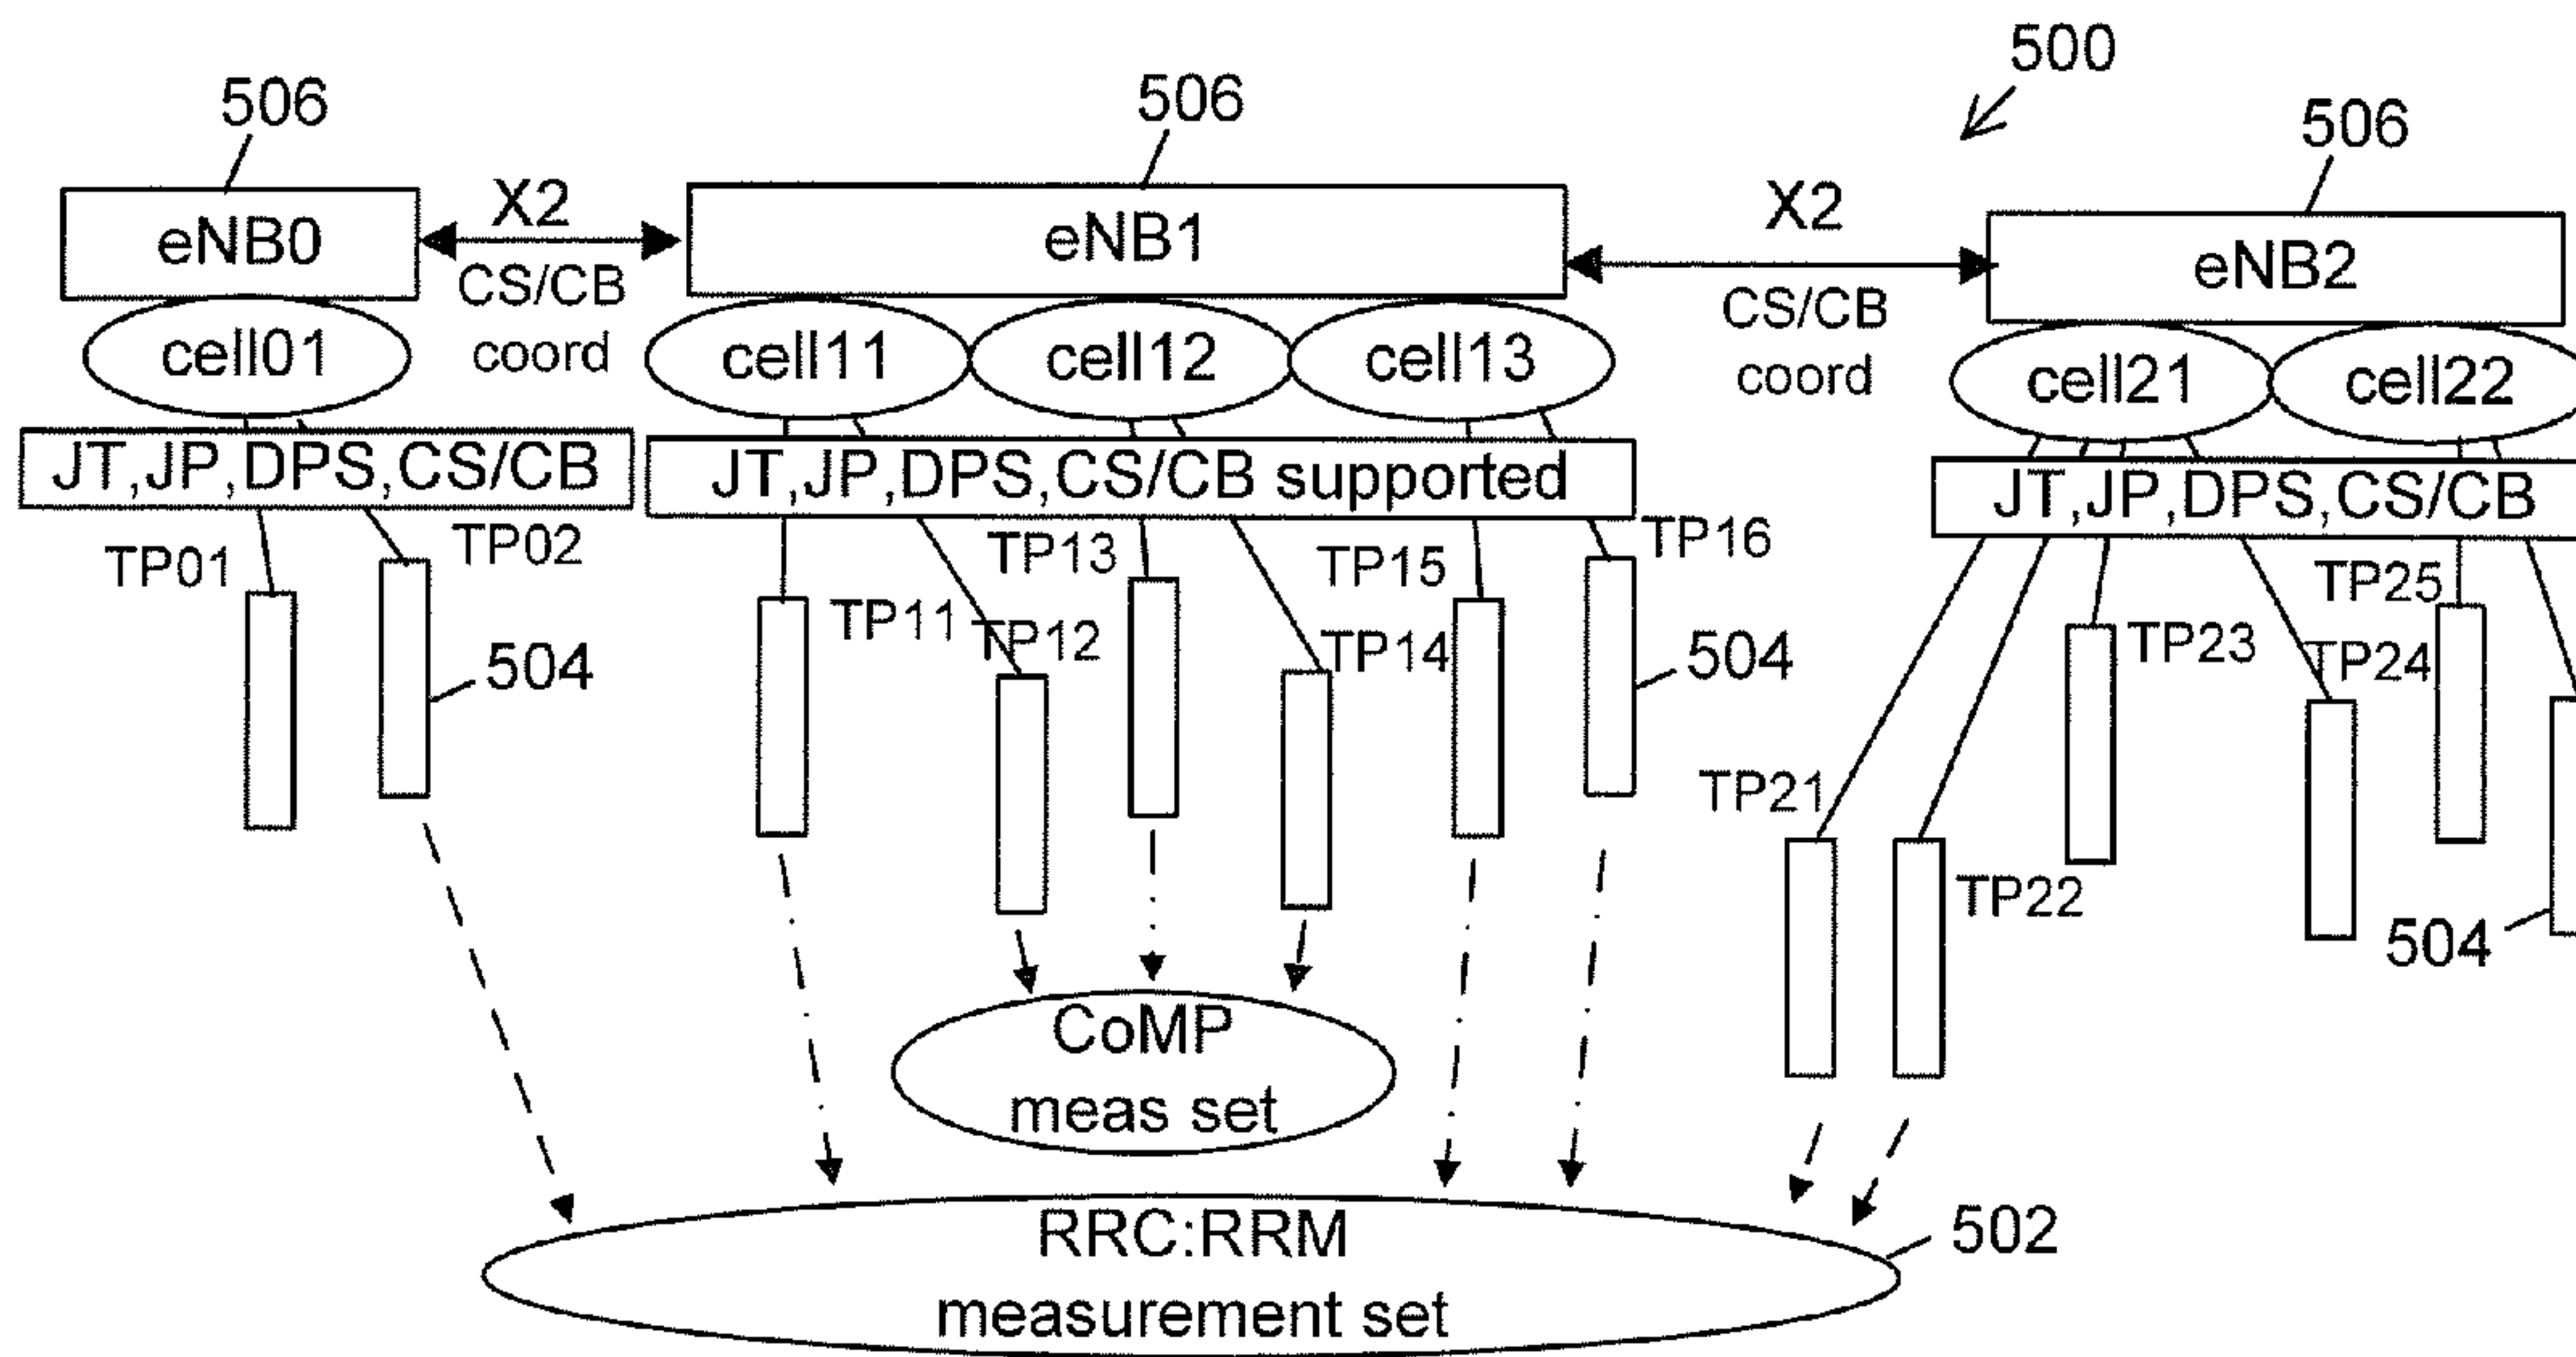 500
506
506
506
X2
X2
eNB0
eNB1
eNB2
CS/CB
coord
CS/CB
coord
cell01
cell11
cell12
cell13
cell21
cell22
JT,JP,DPS,CS/CB
JT,JP,DPS,CS/CB supported
JT,JP,DPS,CS/CB
TP01
TP02
TP11
TP12
TP13
TP14
TP15
TP16
TP21
TP22
TP23
TP24
TP25
504
504
504
CoMP
meas set
RRC:RRM
measurement set
502